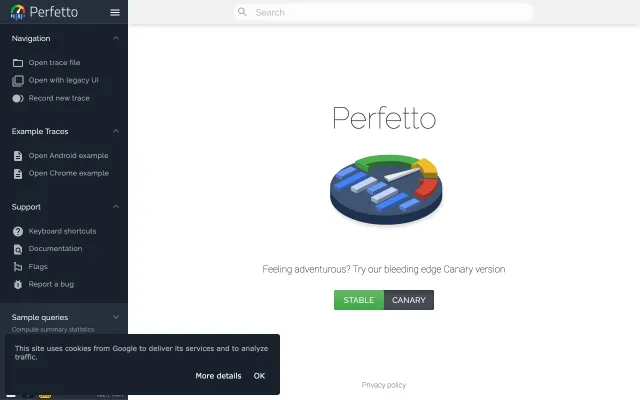 Perfetto
Search
Navigation
Open trace file
Open with legacy UI
Record new trace
Example Traces
Open Android example
Open Chrome example
Support
Keyboard shortcuts
Documentation
Flags
Report a bug
Sample queries
Compute summary statistics
Perfetto
Feeling adventurous? Try our bleeding edge Canary version
STABLE
CANARY
This site uses cookies from Google to deliver its services and to analyze
traffic.
More details
OK
Privacy policy